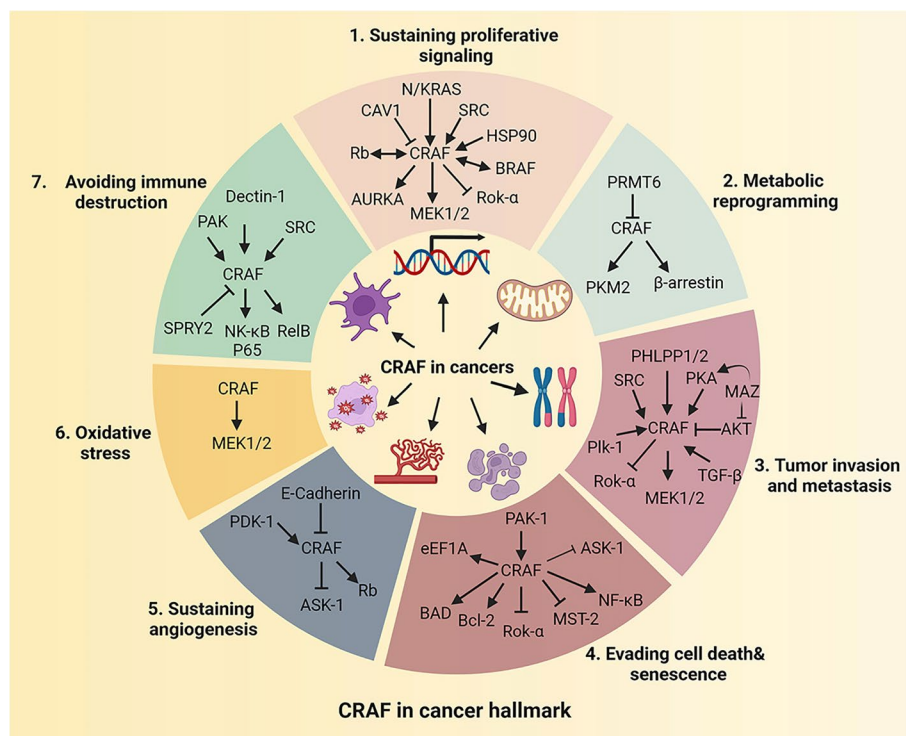 1. Sustaining proliferative
signaling
N/KRAS
CAV1
SRC
HSP90
Rb
CRAF
BRAF
AURKA
Rok-α
MEK1/2
2. Metabolic
reprogramming
PRMT6
CRAF
PKM2
β-arrestin
PHLPP1/2
SRC
PKA
MAZ
CRAF
AKT
Plk-1
Rok-α
TGF-β
MEK1/2
3. Tumor invasion
and metastasis
PAK-1
eEF1A
ASK-1
CRAF
BAD
Bcl-2
Rok-α
MST-2
NF-κB
4. Evading cell death&
senescence
E-Cadherin
PDK-1
CRAF
ASK-1
Rb
5. Sustaining
angiogenesis
CRAF
MEK1/2
6. Oxidative
stress
7. Avoiding immune
destruction
Dectin-1
PAK
SRC
CRAF
SPRY2
NK-κB
P65
RelB
CRAF in cancers
CRAF in cancer hallmark